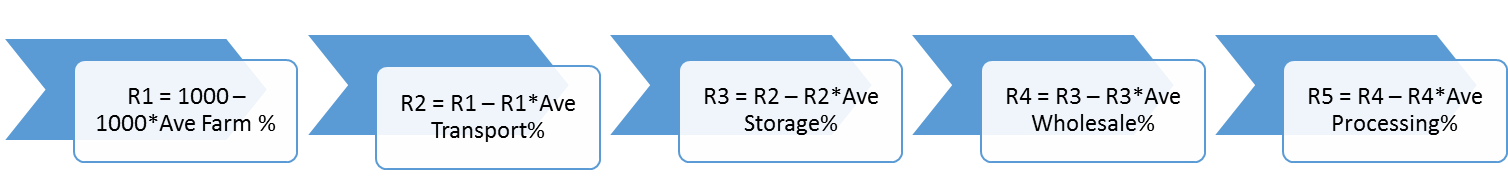 R1 = 1000 –
1000*Ave Farm %
R2 = R1 – R1*Ave
Transport%
R3 = R2 – R2*Ave
Storage%
R4 = R3 – R3*Ave
Wholesale%
R5 = R4 – R4*Ave
Processing%